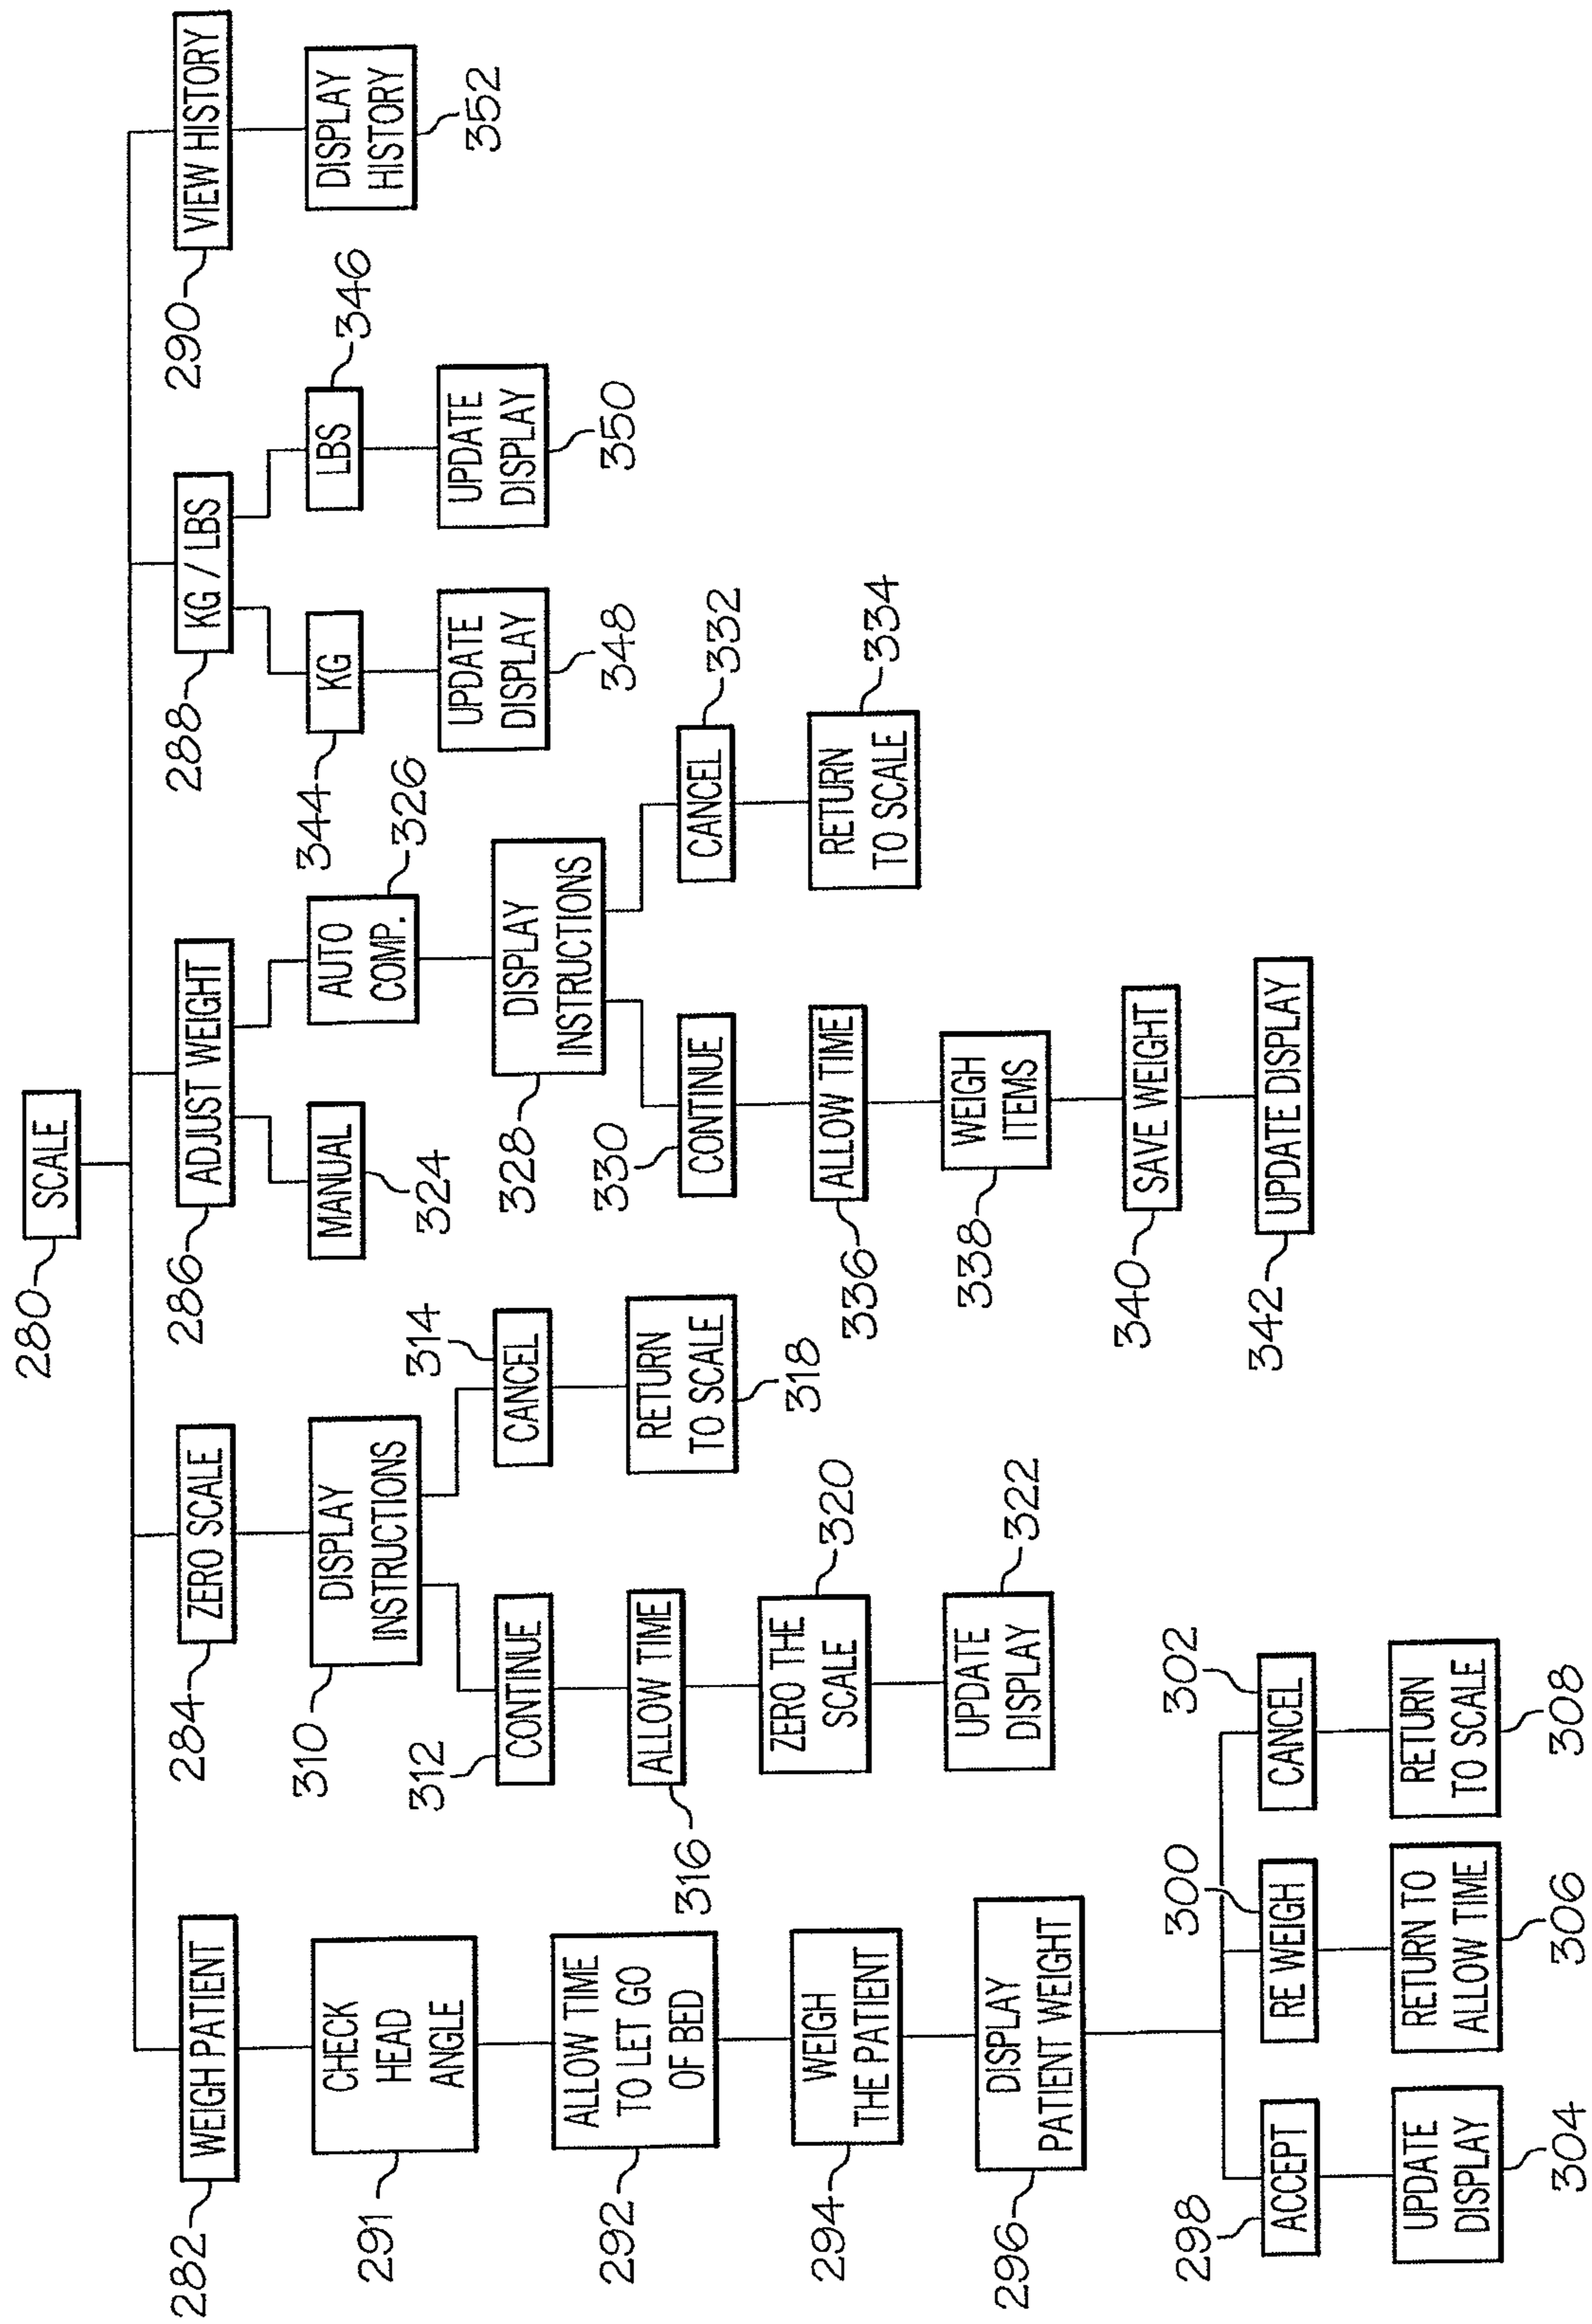 280
SCALE
282
WEIGH PATIENT
284
ZERO SCALE
286
ADJUST WEIGHT
288
KG / LBS
290
VIEW HISTORY
291
CHECK
HEAD
ANGLE
292
ALLOW TIME
TO LET GO
OF BED
294
WEIGH
THE PATIENT
296
DISPLAY
PATIENT WEIGHT
298
ACCEPT
300
RE WEIGH
302
CANCEL
UPDATE
DISPLAY
304
RETURN TO
ALLOW TIME
306
RETURN
TO SCALE
308
310
DISPLAY
INSTRUCTIONS
312
CONTINUE
314
CANCEL
316
ALLOW TIME
RETURN
TO SCALE
318
ZERO THE
SCALE
320
UPDATE
DISPLAY
322
MANUAL
324
AUTO
COMP.
326
328
DISPLAY
INSTRUCTIONS
330
CONTINUE
CANCEL
332
336
ALLOW TIME
RETURN
TO SCALE
334
338
WEIGH
ITEMS
340
SAVE WEIGHT
342
UPDATE DISPLAY
344
KG
LBS
346
UPDATE
DISPLAY
348
UPDATE
DISPLAY
350
DISPLAY
HISTORY
352